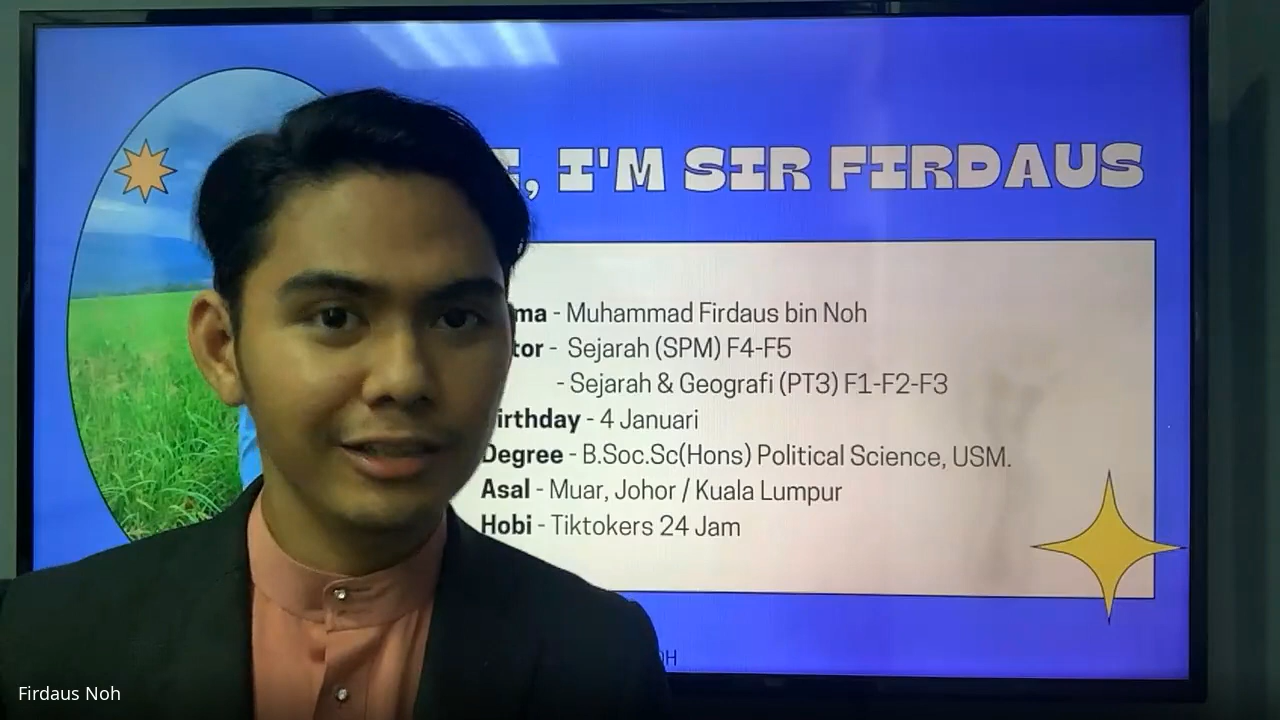 , I'M SIR FIRDAUS
ma - Muhammad Firdaus bin Noh
tor - Sejarah (SPM) F4-F5
- Sejarah & Geografi (PT3) F1-F2-F3
irthday - 4 Januari
Degree - B.Soc.Sc(Hons) Political Science, USM.
Asal - Muar, Johor / Kuala Lumpur
Hobi - Tiktokers 24 Jam
OH
Firdaus Noh